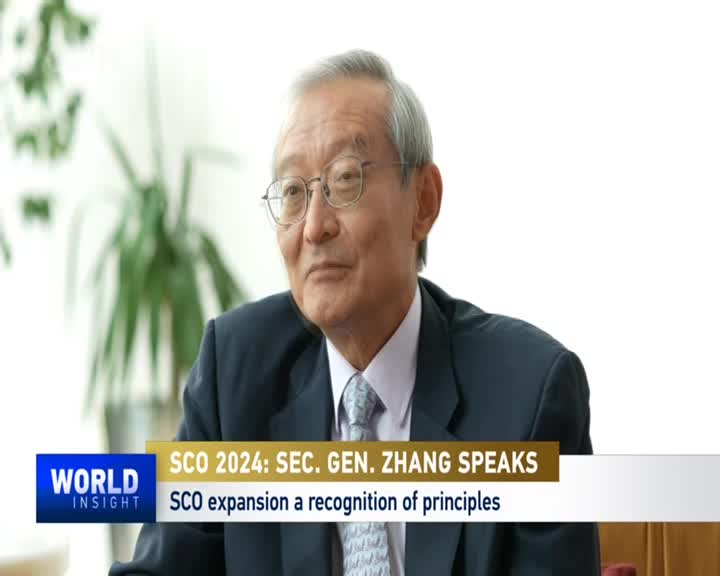 SCO 2024: SEC. GEN. ZHANG SPEAKS
WORLD
INSIGHT
SCO expansion a recognition of principles